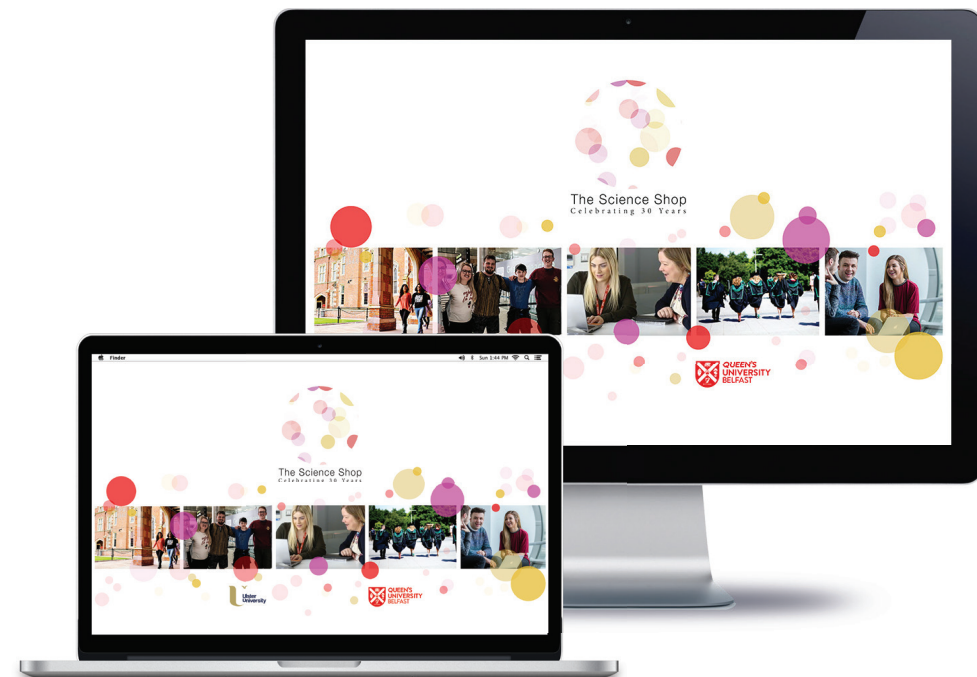 The Science Shop
Celebrating 30 Years
QUEEN'S
UNIVERSITY
BELFAST
Finder
Sun 1:44 PM
The Science Shop
Celebrating 30 Years
Ulster
University
QUEEN'S
UNIVERSITY
BELFAST